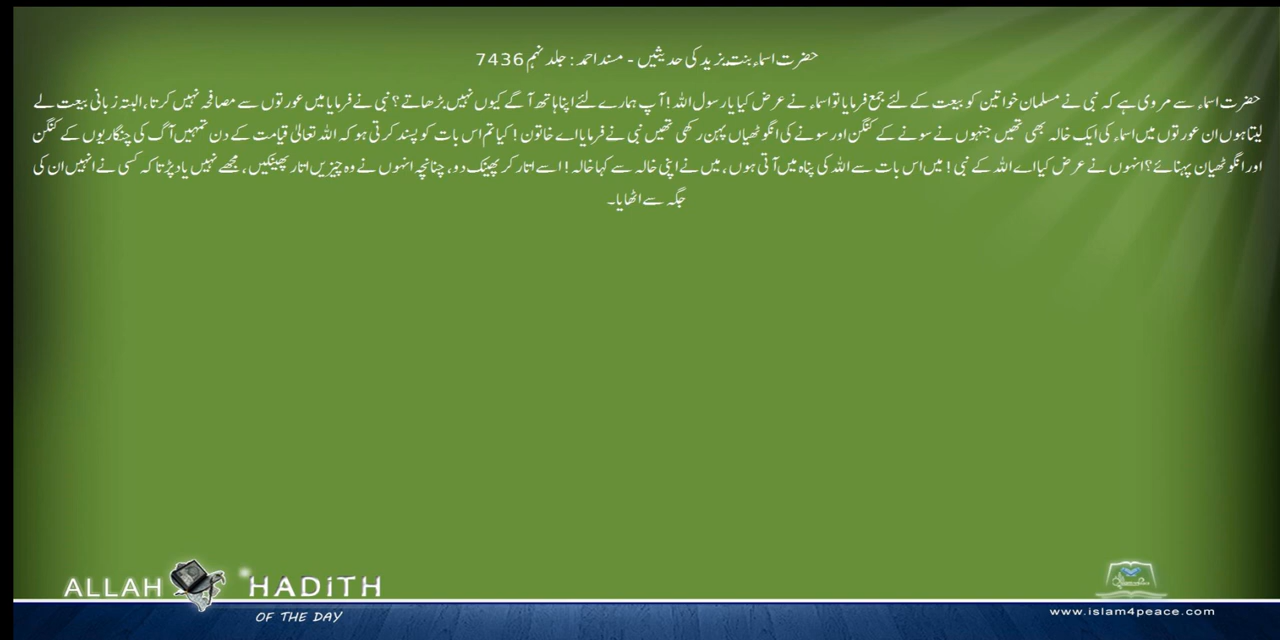 حضرت اسماء بنت یزید کی حدیثیں - مسند احمد: جلد نہم 7436
حضرت اسماء سے مروی ہے کہ نبی نے مسلمان خواتین کو بیعت کے لئے جمع فرمایا تو اسماء نے عرض کیا یا رسول اللہ! آپ ہمارے لئے اپنا ہاتھ آگے کیوں نہیں بڑھاتے؟ نبی نے فرمایا میں عورتوں سے مصافحہ نہیں کرتا، البتہ زبانی بیعت لے
لیتا ہوں ان عورتوں میں اسماء کی ایک خالہ بھی تھیں جنہوں نے سونے کے کنگن اور سونے کی انگوٹھیاں پہن رکھی تھیں نبی نے فرمایا اے خاتون! کیا تم اس بات کو پسند کرتی ہو کہ اللہ تعالیٰ قیامت کے دن تمہیں آگ کی چنگاریوں کے کنگن
اور انگوٹھیان پہنائے؟ انہوں نے عرض کیا اے اللہ کے نبی! میں اس بات سے اللہ کی پناہ میں آتی ہوں، میں نے اپنی خالہ سے کہا خالہ! اسے اتار کر پھینک دو، چنانچہ انہوں نے وہ چیزیں اتار پھینکیں، مجھے نہیں یاد پڑتا کہ کسی نے انہیں ان کی
جگہ سے اٹھایا۔
ALLAH HADITH
OF THE DAY
www.islam4peace.com